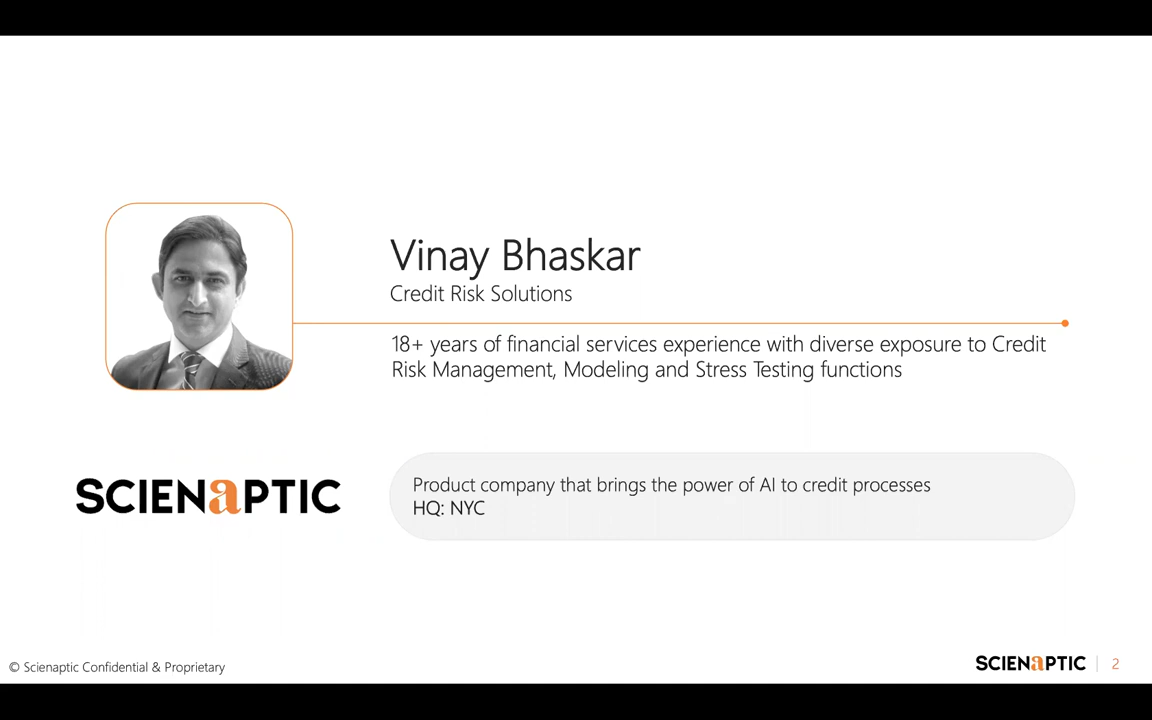 Vinay Bhaskar
Credit Risk Solutions
18+ years of financial services experience with diverse exposure to Credit
Risk Management, Modeling and Stress Testing functions
SCIENaPTIC
Product company that brings the power of AI to credit processes
HQ: NYC
© Scienaptic Confidential & Proprietary
SCIENaPTIC | 2